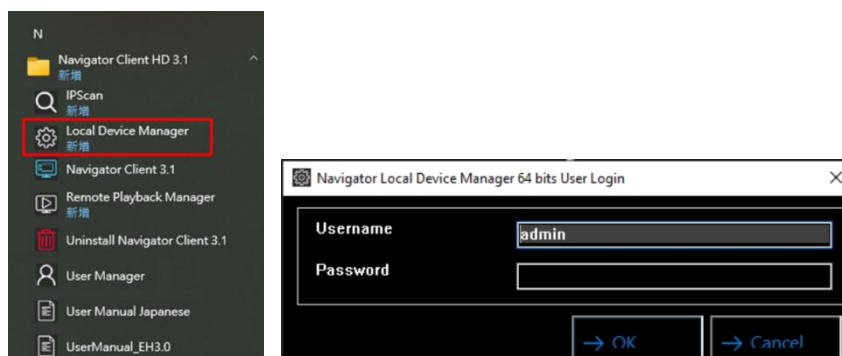 N
Navigator Client HD 3.1
新增
IPScan
新增
Local Device Manager
新增
Navigator Client 3.1
Remote Playback Manager
新增
Uninstall Navigator Client 3.1
User Manager
User Manual Japanese
UserManual_EH3.0
Navigator Local Device Manager 64 bits User Login
Username
admin
Password
OK
Cancel